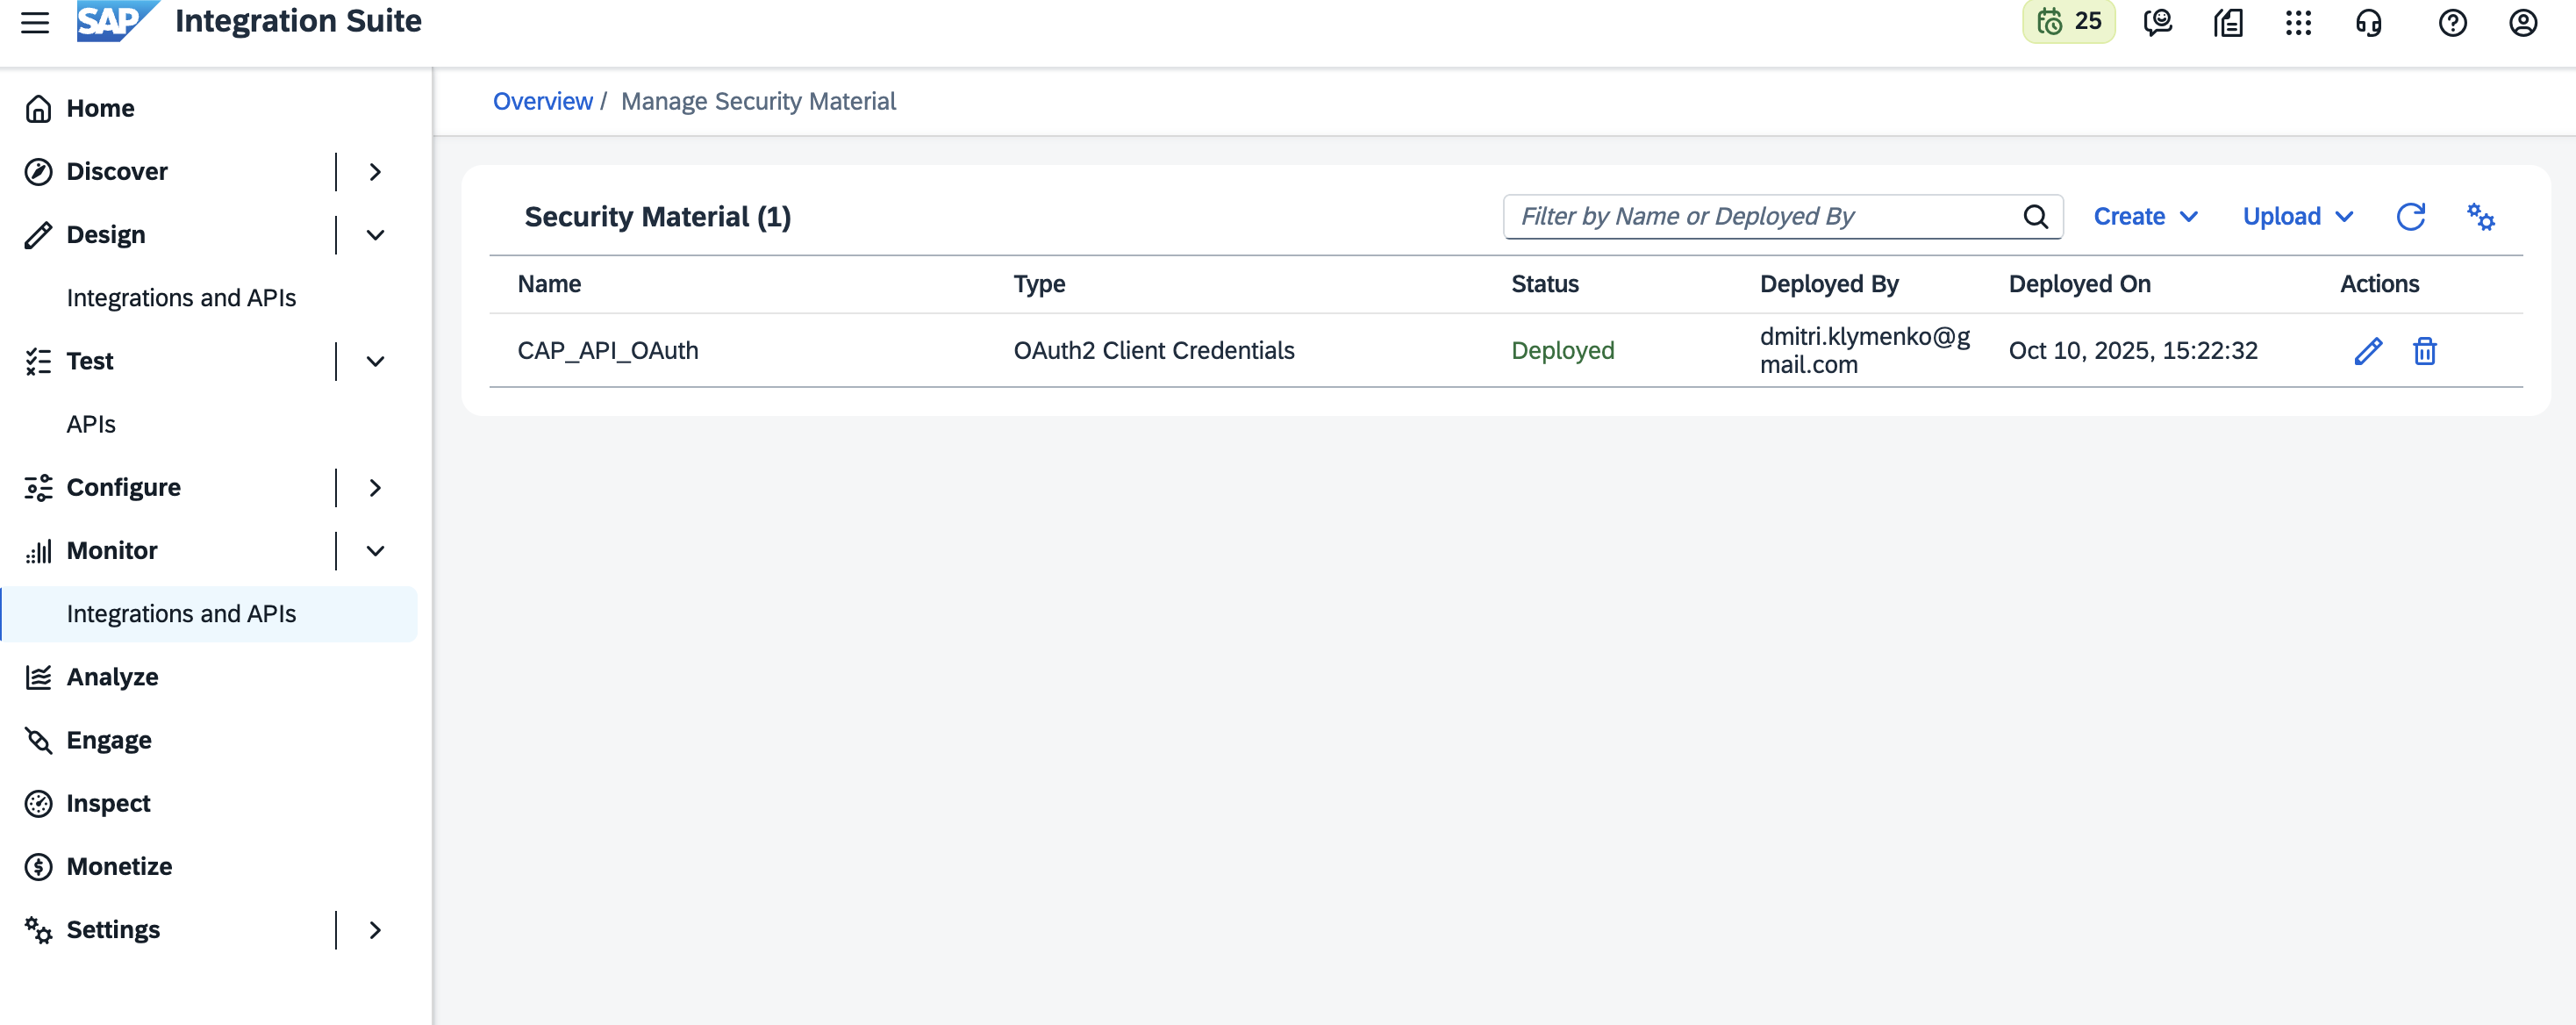 SAP Integration Suite
25
Home
Discover
Design
Integrations and APIs
Test
APIs
Configure
Monitor
Integrations and APIs
Analyze
Engage
Inspect
Monetize
Settings
Overview / Manage Security Material
Security Material (1)
Filter by Name or Deployed By
Create
Upload
Name Type Status Deployed By Deployed On Actions
CAP_API_OAuth OAuth2 Client Credentials Deployed dmitri.klymenko@g
mail.com Oct 10, 2025, 15:22:32